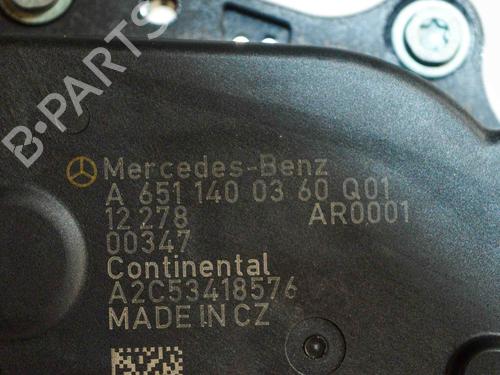 B-PARTS
Mercedes-Benz
A 651 140 03 60 Q01
12 278 AR0001
00347
Continental
A2C53418576
MADE IN CZ